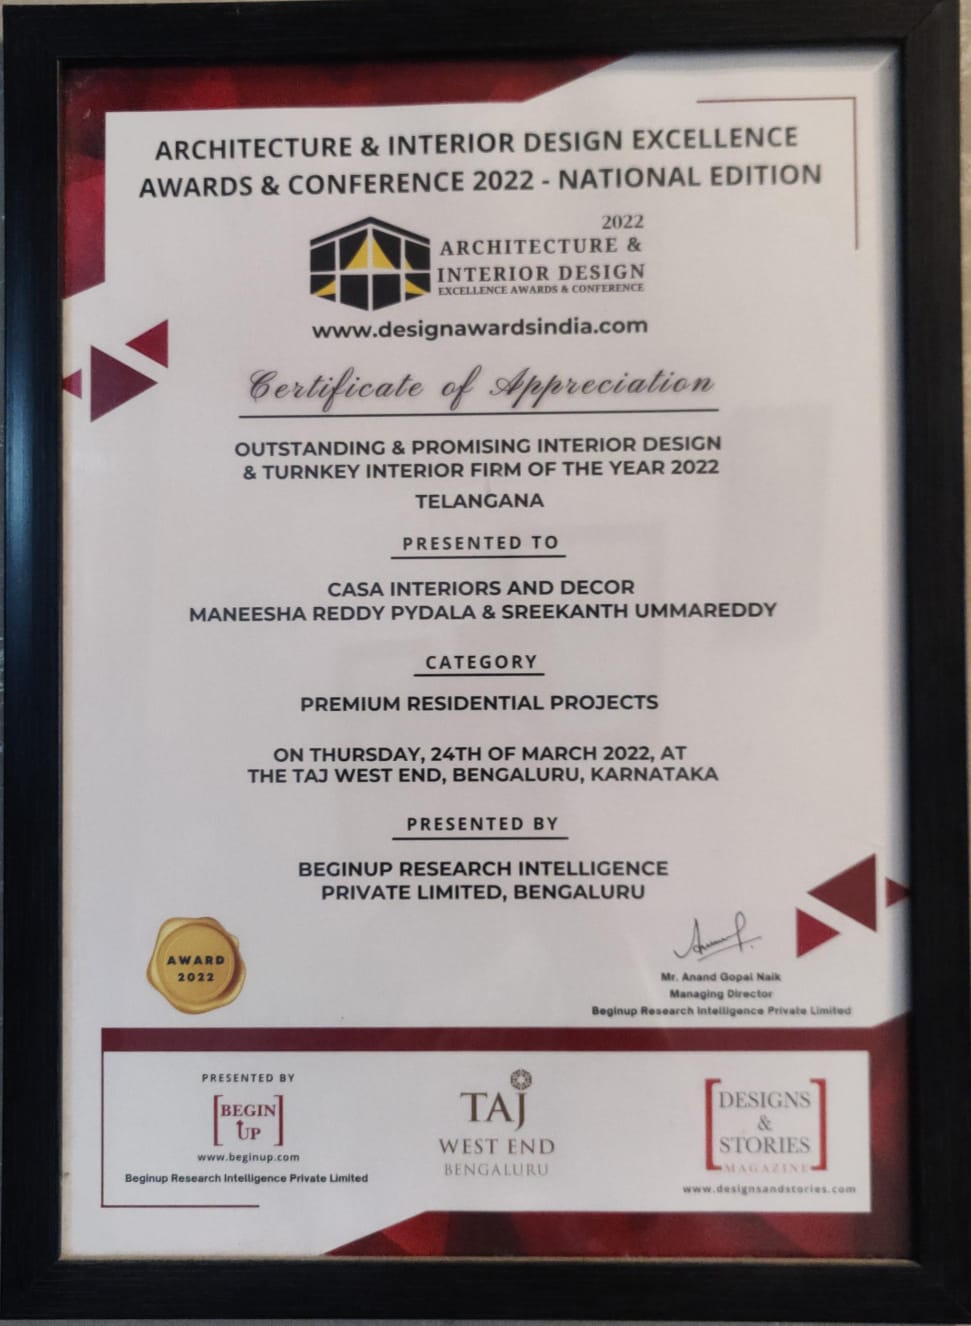 ARCHITECTURE & INTERIOR DESIGN EXCELLENCE
AWARDS & CONFERENCE 2022 - NATIONAL EDITION
2022
ARCHITECTURE &
INTERIOR DESIGN
EXCELLENCE AWARDS & CONFERENCE
www.designawardsindia.com
Certificate of Appreciation
OUTSTANDING & PROMISING INTERIOR DESIGN
& TURNKEY INTERIOR FIRM OF THE YEAR 2022
TELANGANA
PRESENTED TO
CASA INTERIORS AND DECOR
MANEESHA REDDY PYDALA & SREEKANTH UMMAREDDY
CATEGORY
PREMIUM RESIDENTIAL PROJECTS
ON THURSDAY, 24TH OF MARCH 2022, AT
THE TAJ WEST END, BENGALURU, KARNATAKA
PRESENTED BY
BEGINUP RESEARCH INTELLIGENCE
PRIVATE LIMITED, BENGALURU
AWARD
2022
Mr. Anand Gopal Naik
Managing Director
Beginup Research Intelligence Private Limited
PRESENTED BY
BEGIN
UP
www.beginup.com
Beginup Research Intelligence Private Limited
TAJ
WEST END
BENGALURU
DESIGNS
&
STORIES
MAGAZINE
www.designsandstories.com